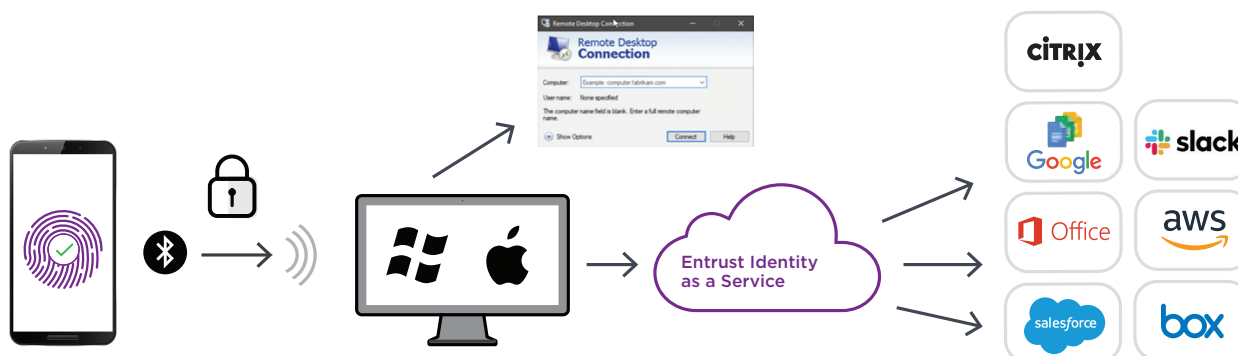 Remote Desktop Connection
Remote Desktop
Connection
Computer:
Example: computer.fabrikam.com
User name:
None specified
The computer name field is blank. Enter a full remote computer
name.
Show Options
Connect
Help
Entrust Identity
as a Service
CİTRỊX
Google
slack
Office
aws
salesforce
box